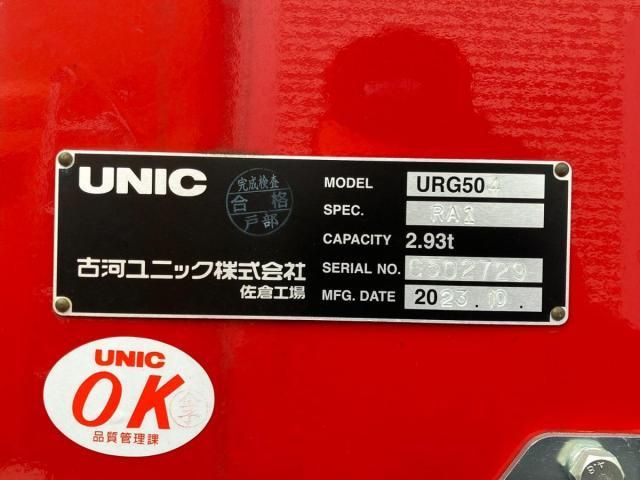 UNIC
完成検査
合格
戸部
MODEL URG504
SPEC. RA1
CAPACITY 2.93t
SERIAL NO. C502729
MFG. DATE 2023.10.
古河ユニック株式会社
佐倉工場
UNIC
OK
品質管理課